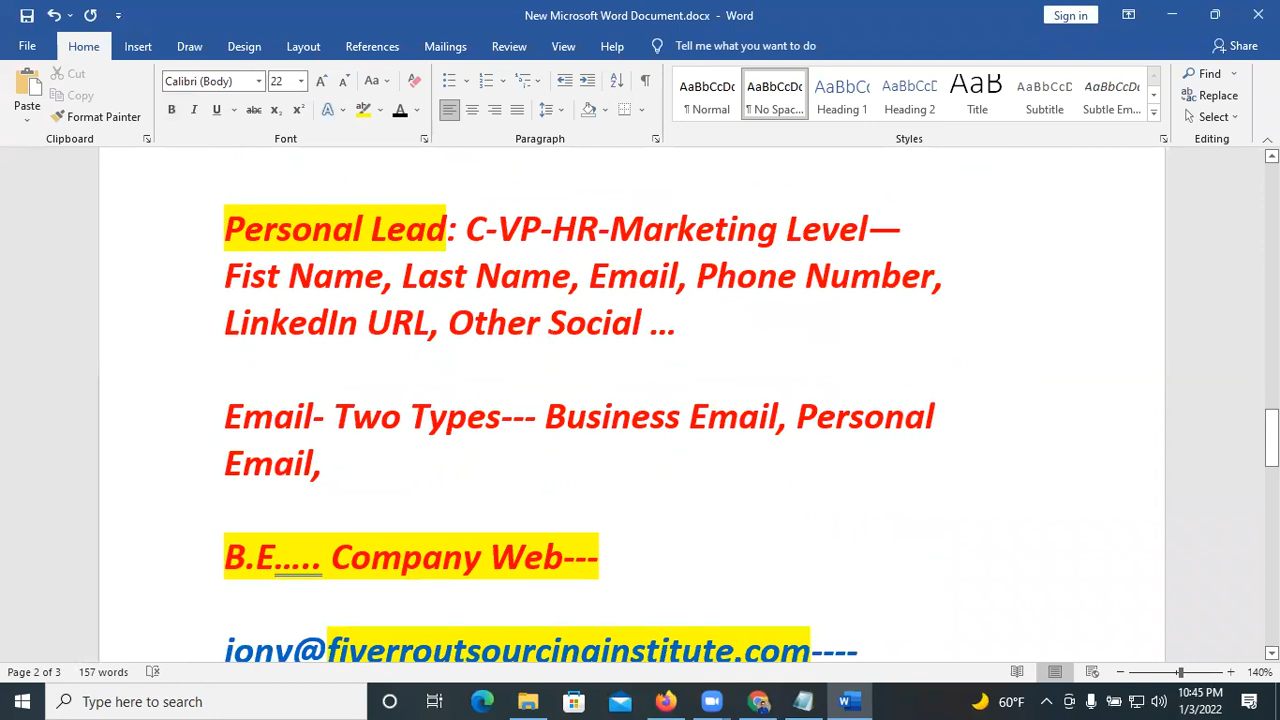 New Microsoft Word Document.docx - Word
Sign in
File Home Insert Draw Design Layout References Mailings Review View Help Tell me what you want to do Share
Paste
Cut
Copy
Format Painter
Clipboard
Calibri (Body) 22
Font
Paragraph
AaBbCcDc AaBbCcDc AaBbCc AaBbCcD AaB AaBbCcD AaBbCcDc
¶ Normal ¶ No Spac... Heading 1 Heading 2 Title Subtitle Subtle Em...
Styles
Find
Replace
Select
Editing
Personal Lead: C-VP-HR-Marketing Level—
Fist Name, Last Name, Email, Phone Number,
LinkedIn URL, Other Social ...
Email- Two Types--- Business Email, Personal
Email,
B.E..... Company Web---
jony@fiverroutsourcinginstitute.com----
Page 2 of 3 157 words 140%
Type here to search
60°F
10:45 PM
1/3/2022